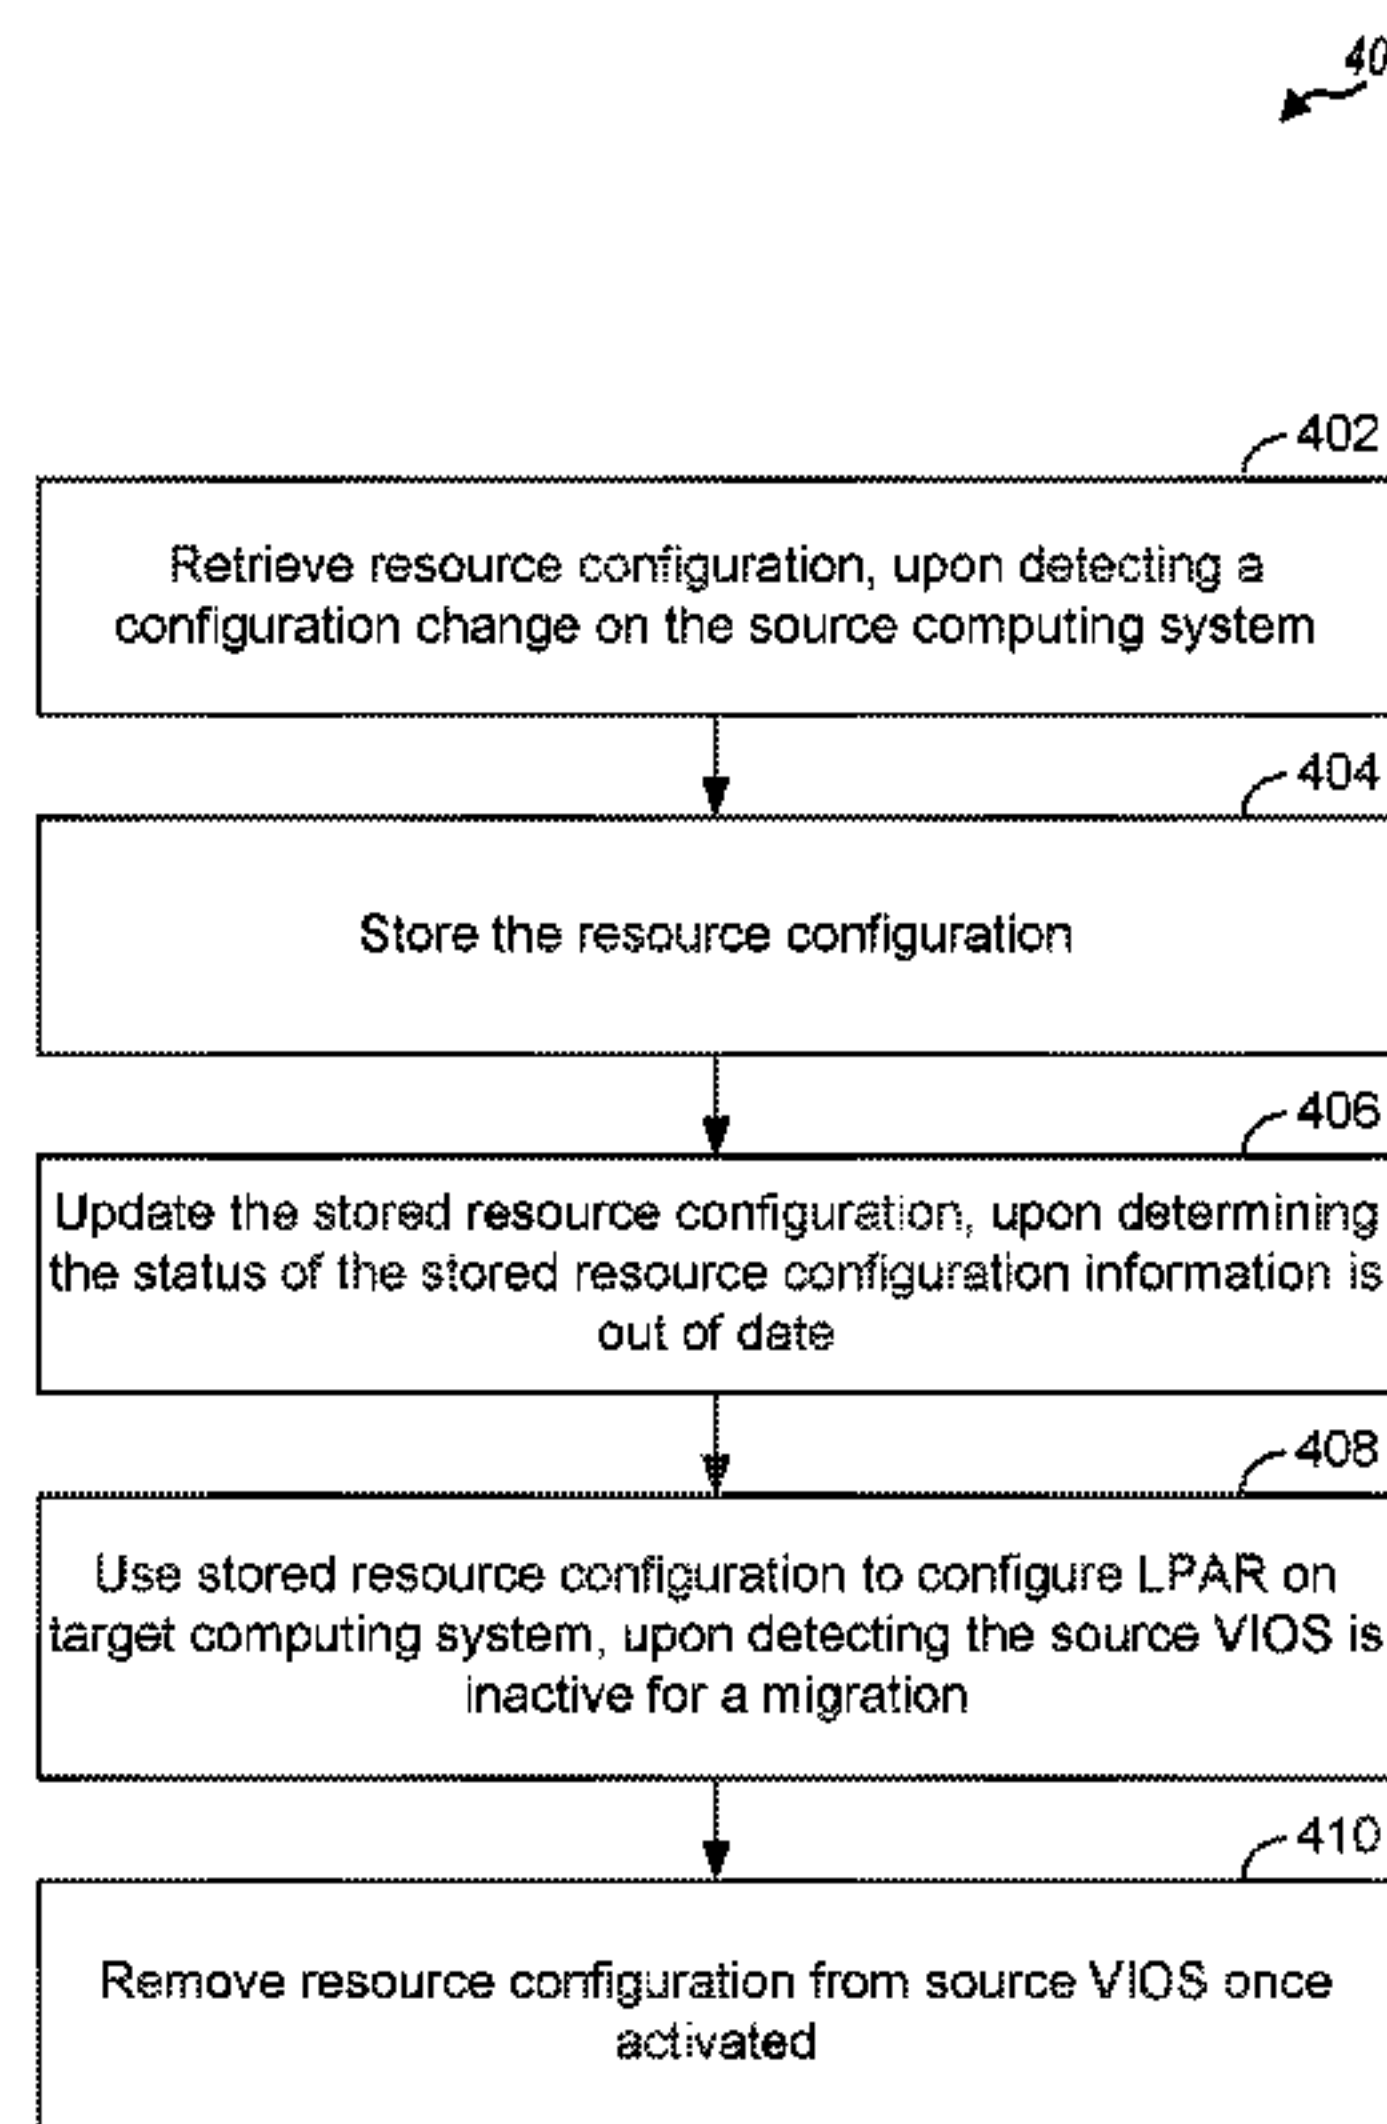 40
402
Retrieve resource configuration, upon detecting a
configuration change on the source computing system
404
Store the resource configuration
406
Update the stored resource configuration, upon determining
the status of the stored resource configuration information is
out of date
408
Use stored resource configuration to configure LPAR on
target computing system, upon detecting the source VIOS is
inactive for a migration
410
Remove resource configuration from source VIOS once
activated